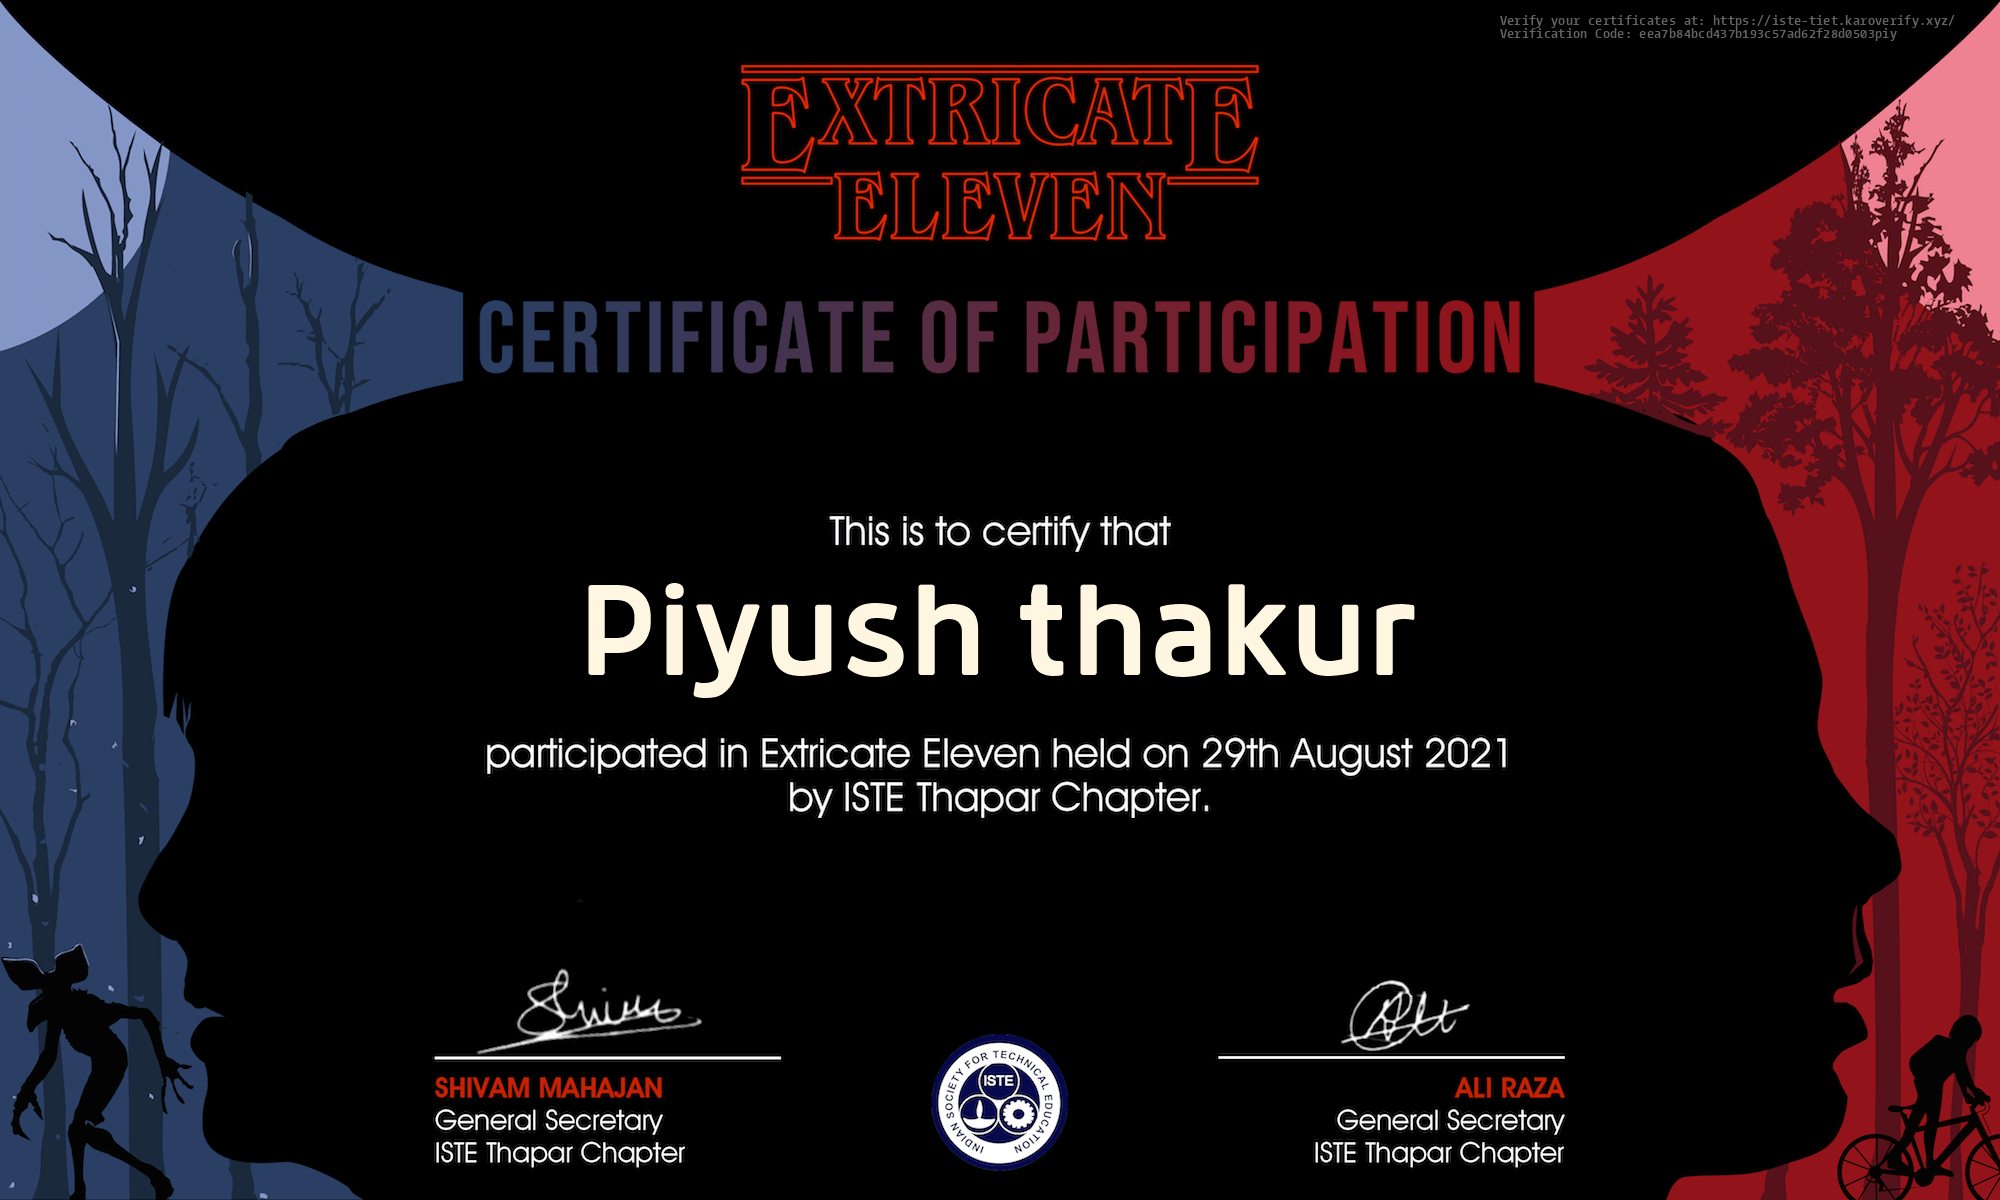 Verify your certificates at: https://iste-tiet.karoverify.xyz/
Verification Code: eea7b84bcd437b193c57ad62f28d0503piy
EXTRICATE
ELEVEN
CERTIFICATE OF PARTICIPATION
This is to certify that
Piyush thakur
participated in Extricate Eleven held on 29th August 2021
by ISTE Thapar Chapter.
SHIVAM MAHAJAN
General Secretary
ISTE Thapar Chapter
INDIAN SOCIETY FOR TECHNICAL EDUCATION
ISTE
ALI RAZA
General Secretary
ISTE Thapar Chapter